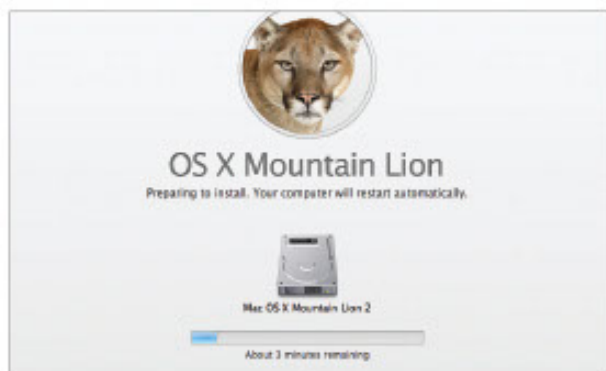 OS X Mountain Lion
Preparing to install. Your computer will restart automatically.
Mac OS X Mountain Lion 2
About 3 minutes remaining